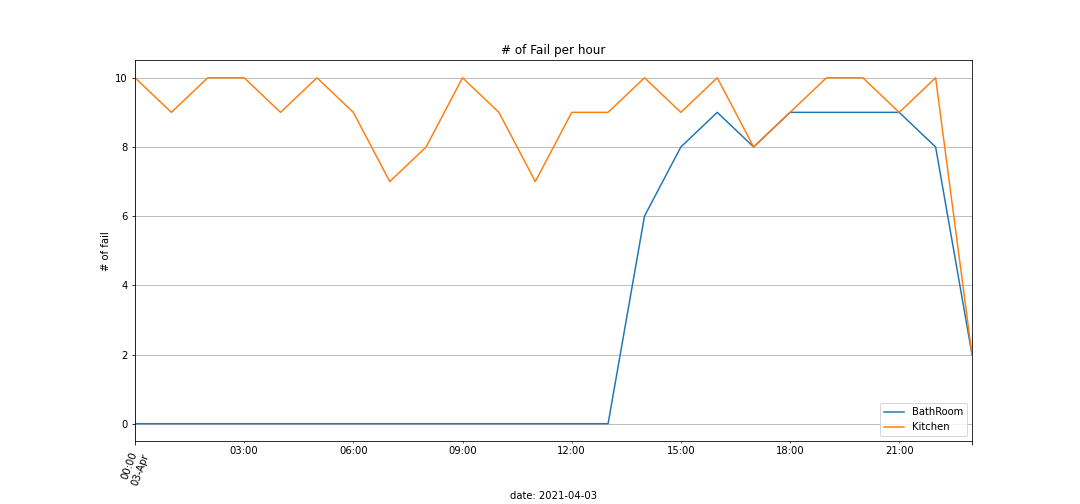 # of Fail per hour
# of fail
10
8
6
4
2
0
BathRoom
Kitchen
00:00
03-Apr
03:00
06:00
09:00
12:00
15:00
18:00
21:00
date: 2021-04-03